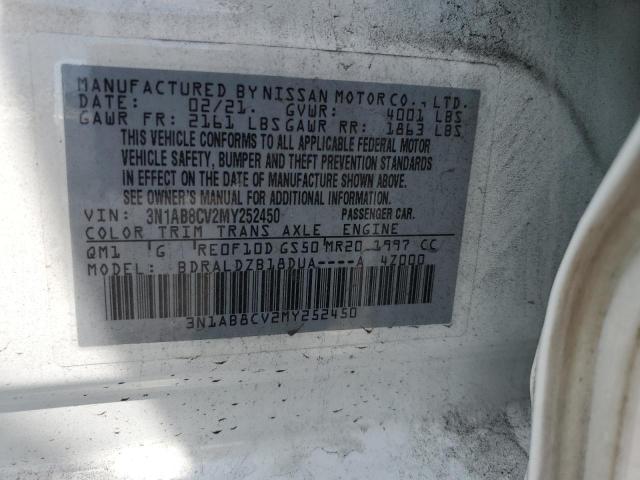 MANUFACTURED BY NISSAN MOTOR CO., LTD.
DATE: 02/21. GVWR: 4001 LBS
GAWR FR: 2161 LBS GAWR RR: 1863 LBS
THIS VEHICLE CONFORMS TO ALL APPLICABLE FEDERAL MOTOR
VEHICLE SAFETY, BUMPER AND THEFT PREVENTION STANDARDS
IN EFFECT ON THE DATE OF MANUFACTURE SHOWN ABOVE.
SEE OWNER'S MANUAL FOR ADDITIONAL INFORMATION.
VIN: 3N1AB8CV2MY252450 PASSENGER CAR.
COLOR TRIM TRANS AXLE ENGINE
QM1 G RE0F10D GS50 MR20 1997 CC
MODEL: BDRALDZB18DUA----A 4Z000
3N1AB8CV2MY252450